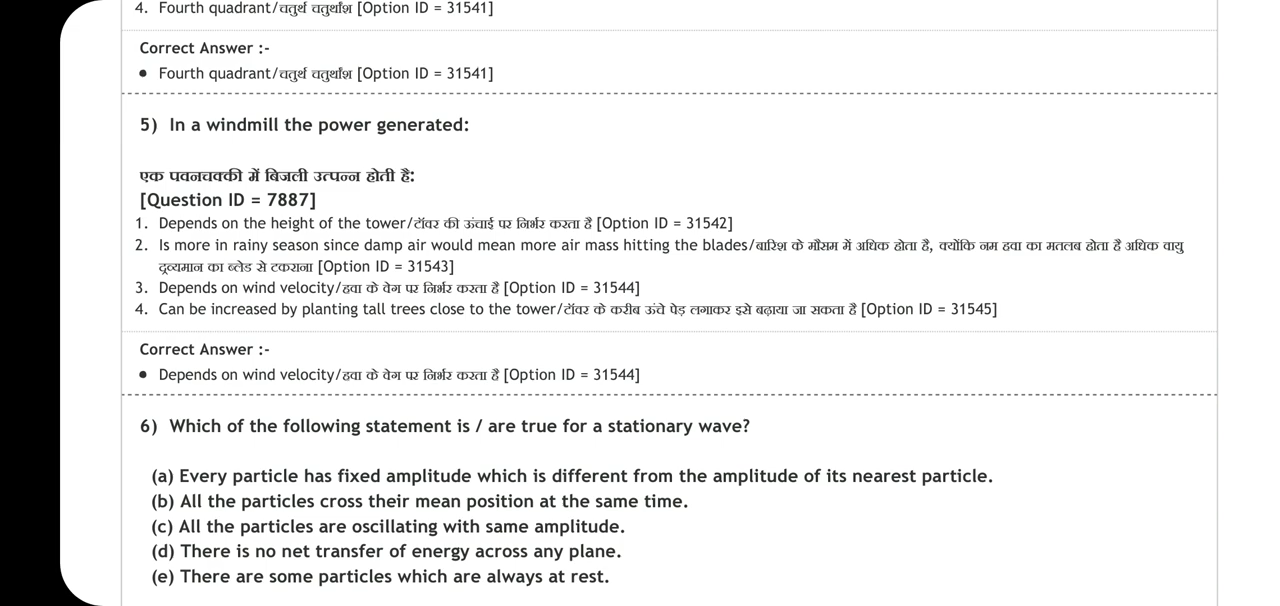 4. Fourth quadrant/चतुर्थ चतुर्थांश [Option ID = 31541]
Correct Answer :-
• Fourth quadrant/चतुर्थ चतुर्थांश [Option ID = 31541]
5) In a windmill the power generated:
एक पवनचक्की में बिजली उत्पन्न होती है:
[Question ID = 7887]
1. Depends on the height of the tower/टॉवर की ऊंचाई पर निर्भर करता है [Option ID = 31542]
2. Is more in rainy season since damp air would mean more air mass hitting the blades/बारिश के मौसम में अधिक होता है, क्योंकि नम हवा का मतलब होता है अधिक वायु
द्रव्यमान का ब्लेड से टकराना [Option ID = 31543]
3. Depends on wind velocity/हवा के वेग पर निर्भर करता है [Option ID = 31544]
4. Can be increased by planting tall trees close to the tower/टॉवर के करीब ऊंचे पेड़ लगाकर इसे बढ़ाया जा सकता है [Option ID = 31545]
Correct Answer :-
• Depends on wind velocity/हवा के वेग पर निर्भर करता है [Option ID = 31544]
6) Which of the following statement is / are true for a stationary wave?
(a) Every particle has fixed amplitude which is different from the amplitude of its nearest particle.
(b) All the particles cross their mean position at the same time.
(c) All the particles are oscillating with same amplitude.
(d) There is no net transfer of energy across any plane.
(e) There are some particles which are always at rest.